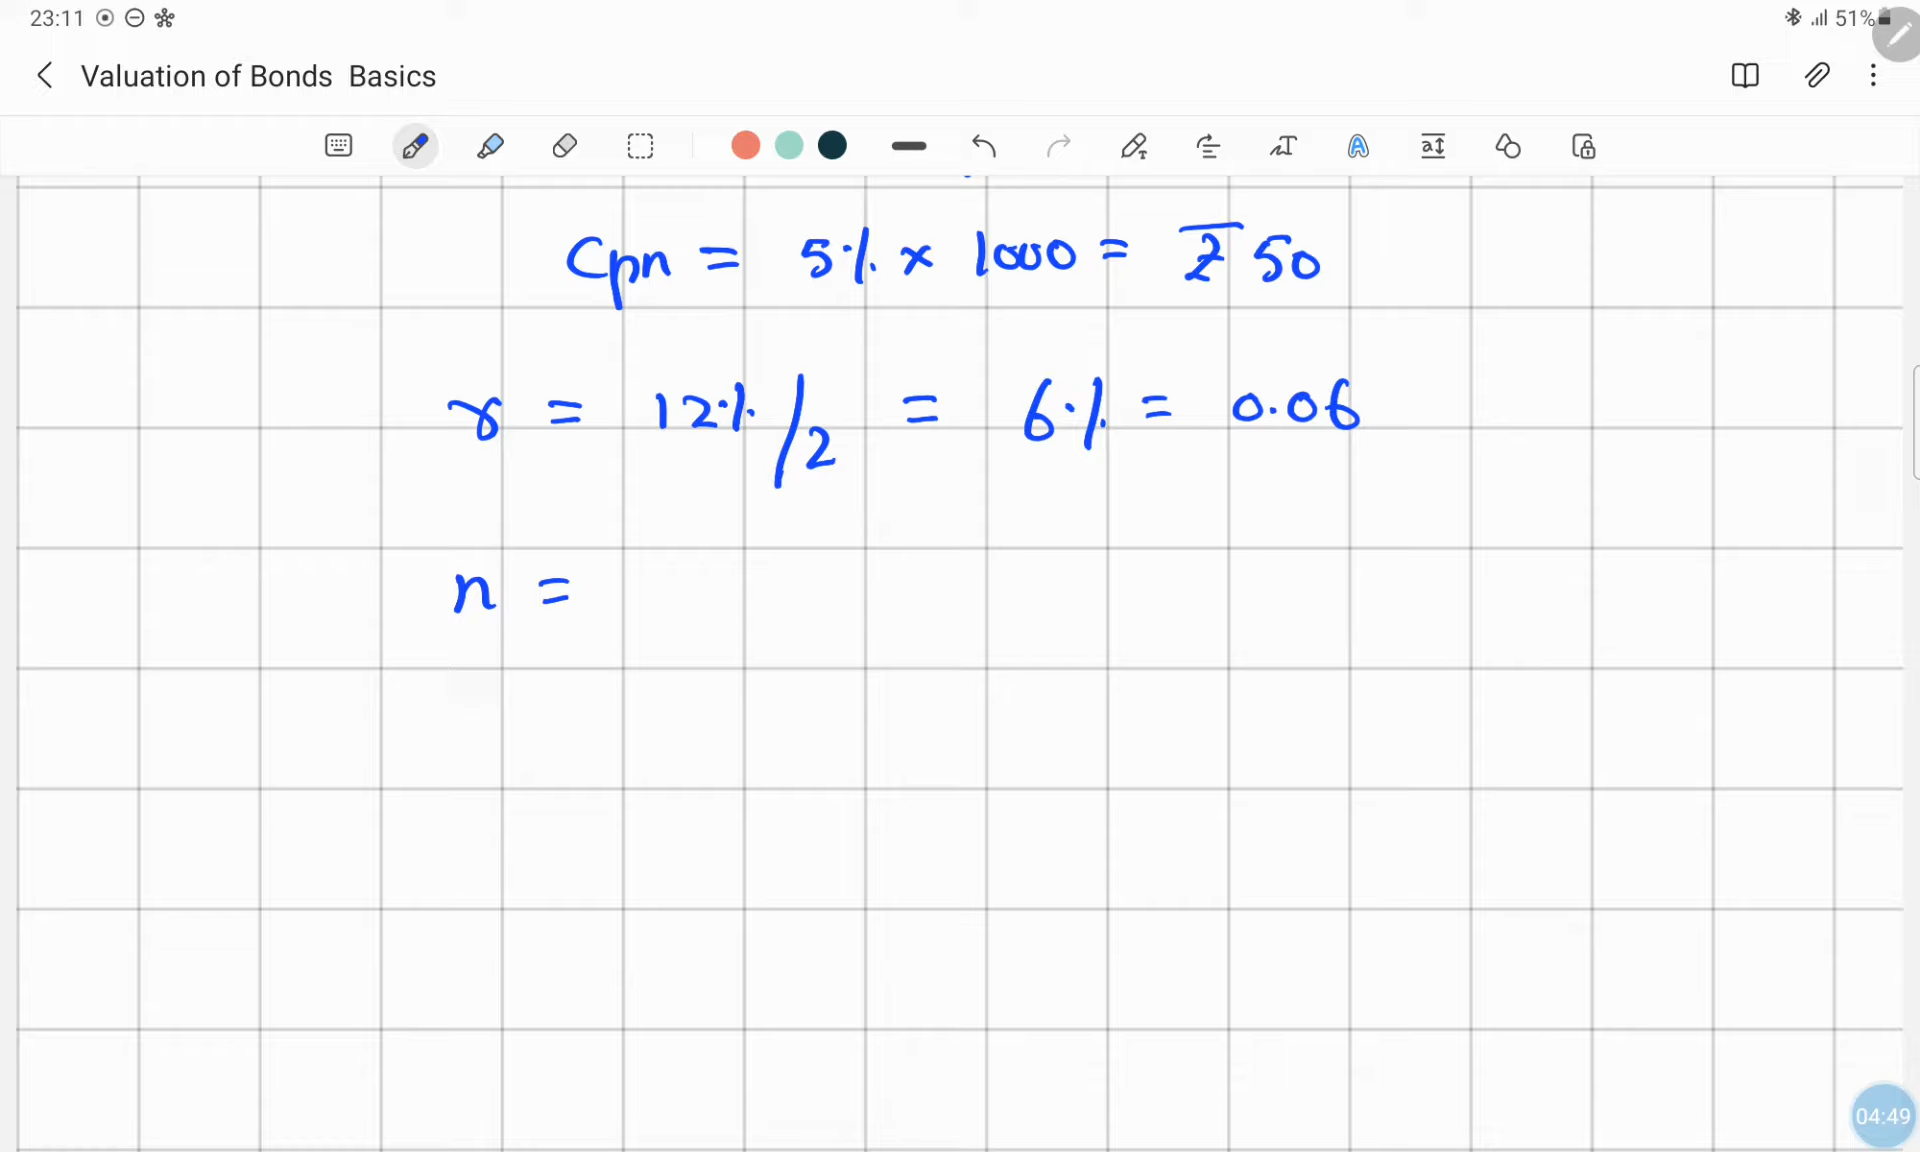 23:11 51%
Valuation of Bonds Basics
Cpn = 5% × 1000 = ₹ 50
r = 12%/2 = 6% = 0.06
n =
04:49